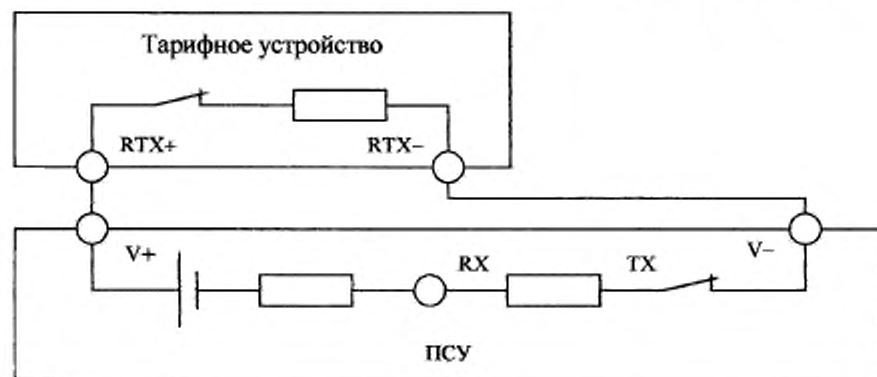 Тарифное устройство
RTX+ RTX−
V+ RX TX V−
ПСУ